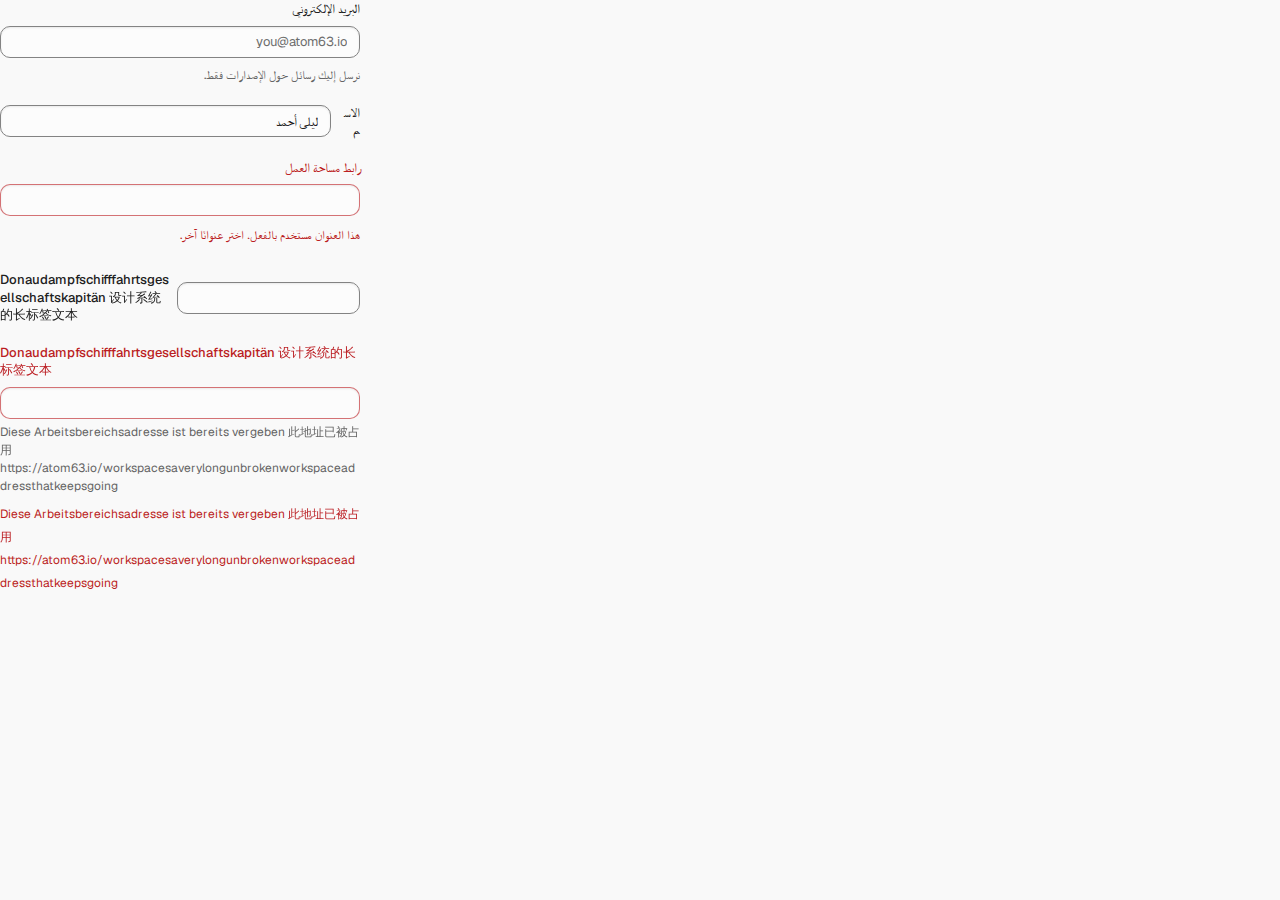 البريد الإلكتروني
you@atom63.io
نرسل إليك رسائل حول الإصدارات فقط.
الاس
م
ليلى أحمد
رابط مساحة العمل
هذا العنوان مستخدم بالفعل. اختر عنوانًا آخر.
Donaudampfschifffahrtsges
ellschaftskapitän 设计系统
的长标签文本
Donaudampfschifffahrtsgesellschaftskapitän 设计系统的长
标签文本
Diese Arbeitsbereichsadresse ist bereits vergeben 此地址已被占
用
https://atom63.io/workspacesaverylongunbrokenworkspacead
dressthatkeepsgoing
Diese Arbeitsbereichsadresse ist bereits vergeben 此地址已被占
用
https://atom63.io/workspacesaverylongunbrokenworkspacead
dressthatkeepsgoing